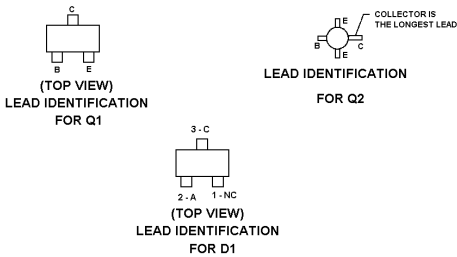 C
B E
(TOP VIEW)
LEAD IDENTIFICATION
FOR Q1
COLLECTOR IS
THE LONGEST LEAD
E
B C
E
LEAD IDENTIFICATION
FOR Q2
3 - C
2 - A 1 - NC
(TOP VIEW)
LEAD IDENTIFICATION
FOR D1